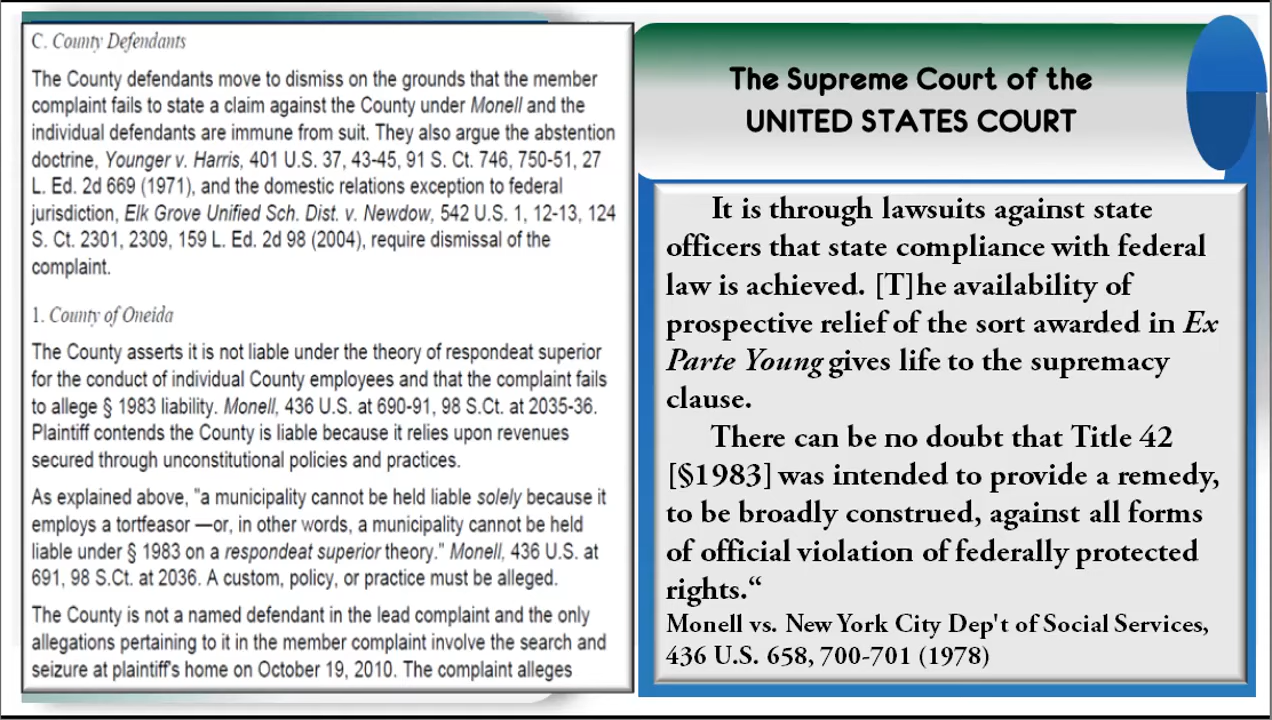 C. County Defendants
The County defendants move to dismiss on the grounds that the member
complaint fails to state a claim against the County under Monell and the
individual defendants are immune from suit. They also argue the abstention
doctrine, Younger v. Harris, 401 U.S. 37, 43-45, 91 S. Ct. 746, 750-51, 27
L. Ed. 2d 669 (1971), and the domestic relations exception to federal
jurisdiction, Elk Grove Unified Sch. Dist. v. Newdow, 542 U.S. 1, 12-13, 124
S. Ct. 2301, 2309, 159 L. Ed. 2d 98 (2004), require dismissal of the
complaint.
1. County of Oneida
The County asserts it is not liable under the theory of respondeat superior
for the conduct of individual County employees and that the complaint fails
to allege § 1983 liability. Monell, 436 U.S. at 690-91, 98 S.Ct. at 2035-36.
Plaintiff contends the County is liable because it relies upon revenues
secured through unconstitutional policies and practices.
As explained above, "a municipality cannot be held liable solely because it
employs a tortfeasor —or, in other words, a municipality cannot be held
liable under § 1983 on a respondeat superior theory." Monell, 436 U.S. at
691, 98 S.Ct. at 2036. A custom, policy, or practice must be alleged.
The County is not a named defendant in the lead complaint and the only
allegations pertaining to it in the member complaint involve the search and
seizure at plaintiff's home on October 19, 2010. The complaint alleges
The Supreme Court of the
UNITED STATES COURT
It is through lawsuits against state
officers that state compliance with federal
law is achieved. [T]he availability of
prospective relief of the sort awarded in Ex
Parte Young gives life to the supremacy
clause.
There can be no doubt that Title 42
[§1983] was intended to provide a remedy,
to be broadly construed, against all forms
of official violation of federally protected
rights.“
Monell vs. New York City Dep't of Social Services,
436 U.S. 658, 700-701 (1978)